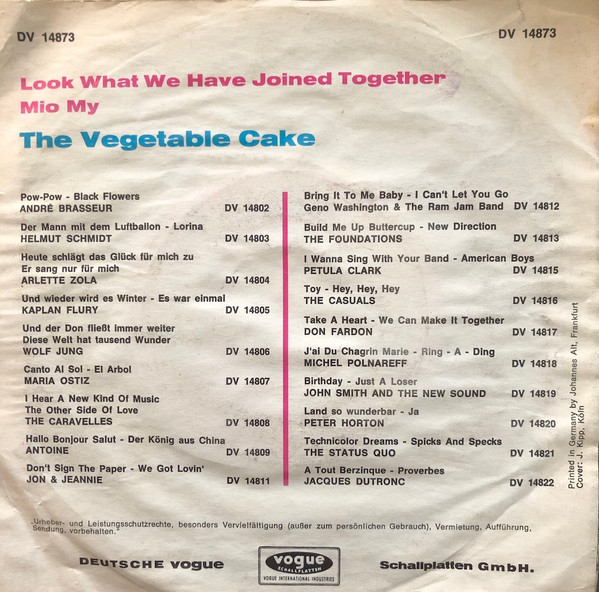 DV 14873
DV 14873
Look What We Have Joined Together
Mio My
The Vegetable Cake
Pow-Pow - Black Flowers
ANDRÉ BRASSEUR DV 14802
Der Mann mit dem Luftballon - Lorina
HELMUT SCHMIDT DV 14803
Heute schlägt das Glück für mich zu
Er sang nur für mich
ARLETTE ZOLA DV 14804
Und wieder wird es Winter - Es war einmal
KAPLAN FLURY DV 14805
Und der Don fließt immer weiter
Diese Welt hat tausend Wunder
WOLF JUNG DV 14806
Canto Al Sol - El Arbol
MARIA OSTIZ DV 14807
I Hear A New Kind Of Music
The Other Side Of Love
THE CARAVELLES DV 14808
Hallo Bonjour Salut - Der König aus China
ANTOINE DV 14809
Don't Sign The Paper - We Got Lovin'
JON & JEANNIE DV 14811
Bring It To Me Baby - I Can't Let You Go
Geno Washington & The Ram Jam Band DV 14812
Build Me Up Buttercup - New Direction
THE FOUNDATIONS DV 14813
I Wanna Sing With Your Band - American Boys
PETULA CLARK DV 14815
Toy - Hey, Hey, Hey
THE CASUALS DV 14816
Take A Heart - We Can Make It Together
DON FARDON DV 14817
J'ai Du Chagrin Marie - Ring - A - Ding
MICHEL POLNAREFF DV 14818
Birthday - Just A Loser
JOHN SMITH AND THE NEW SOUND DV 14819
Land so wunderbar - Ja
PETER HORTON DV 14820
Technicolor Dreams - Spicks And Specks
THE STATUS QUO DV 14821
A Tout Berzinque - Proverbes
JACQUES DUTRONC DV 14822
Printed in Germany by Johannes Alt, Frankfurt
Cover: J. Kipp, Köln
„Urheber- und Leistungsschutzrechte, besonders Vervielfältigung (außer zum persönlichen Gebrauch), Vermietung, Aufführung,
Sendung, vorbehalten."
DEUTSCHE VOGUE
vogue
SCHALLPLATTEN
VOGUE INTERNATIONAL INDUSTRIES
Schallplatten GmbH.